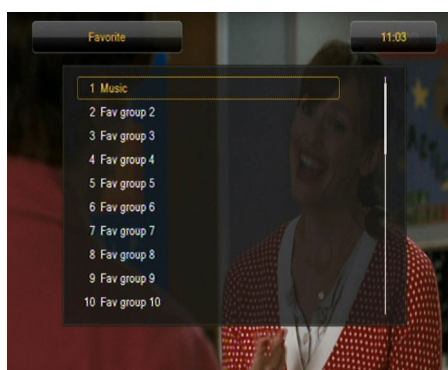 Favorite
11:03
1 Music
2 Fav group 2
3 Fav group 3
4 Fav group 4
5 Fav group 5
6 Fav group 6
7 Fav group 7
8 Fav group 8
9 Fav group 9
10 Fav group 10